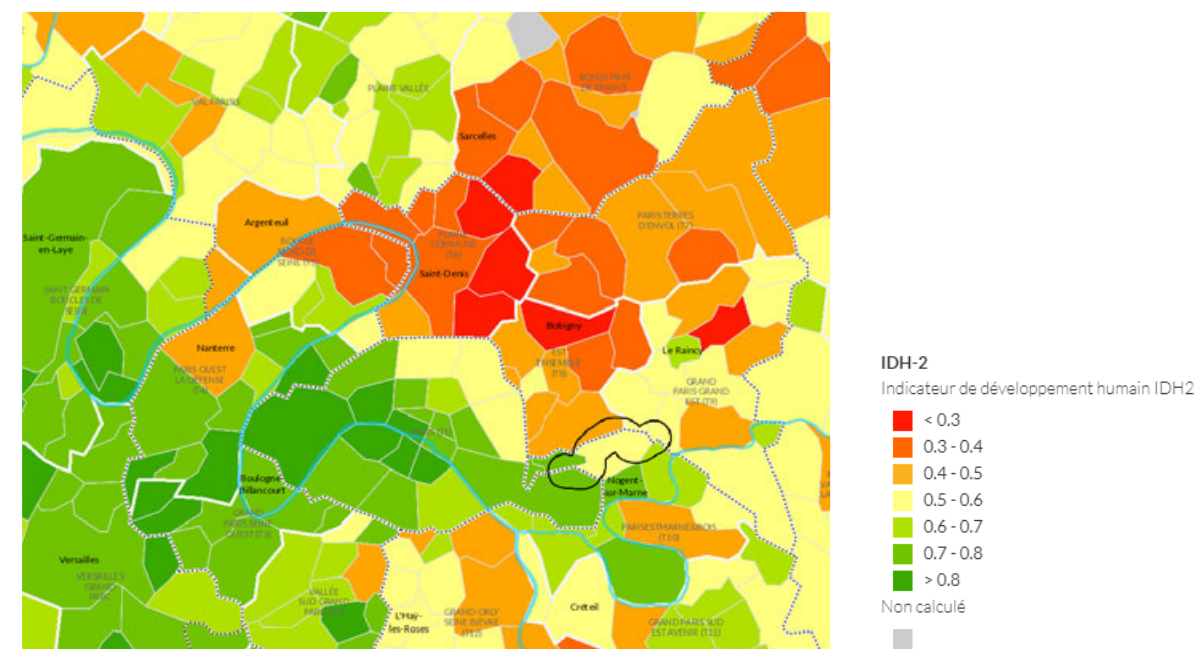 ROISSY PAYS
DE FRANCE
PLAINE VALLÉE
VAL PARISIS
Sarcelles
Argenteuil
PARIS TERRES
D'ENVOL (T7)
BOUCLE
NORD DE
SEINE (T5)
PLAINE
COMMUNE
(T6)
Saint-Germain-
en-Laye
Saint-Denis
SAINT GERMAIN
BOUCLES DE
SEINE
Bobigny
Nanterre
Le Raincy
EST
ENSEMBLE
(T8)
PARIS OUEST
LA DÉFENSE
(T4)
GRAND
PARIS GRAND
EST (T9)
Boulogne-
Billancourt
Nogent-
sur-Marne
GRAND
PARIS SEINE
OUEST (T3)
PARISESTMARNE&BOIS
(T10)
Versailles
VERSAILLES
GRAND
PARC
VALLÉE
SUD GRAND
L'Haÿ-
les-Roses
GRAND-ORLY
SEINE BIÈVRE
(T12)
Créteil
GRAND PARIS SUD
EST AVENIR (T11)
IDH-2
Indicateur de développement humain IDH2
< 0.3
0.3 - 0.4
0.4 - 0.5
0.5 - 0.6
0.6 - 0.7
0.7 - 0.8
> 0.8
Non calculé